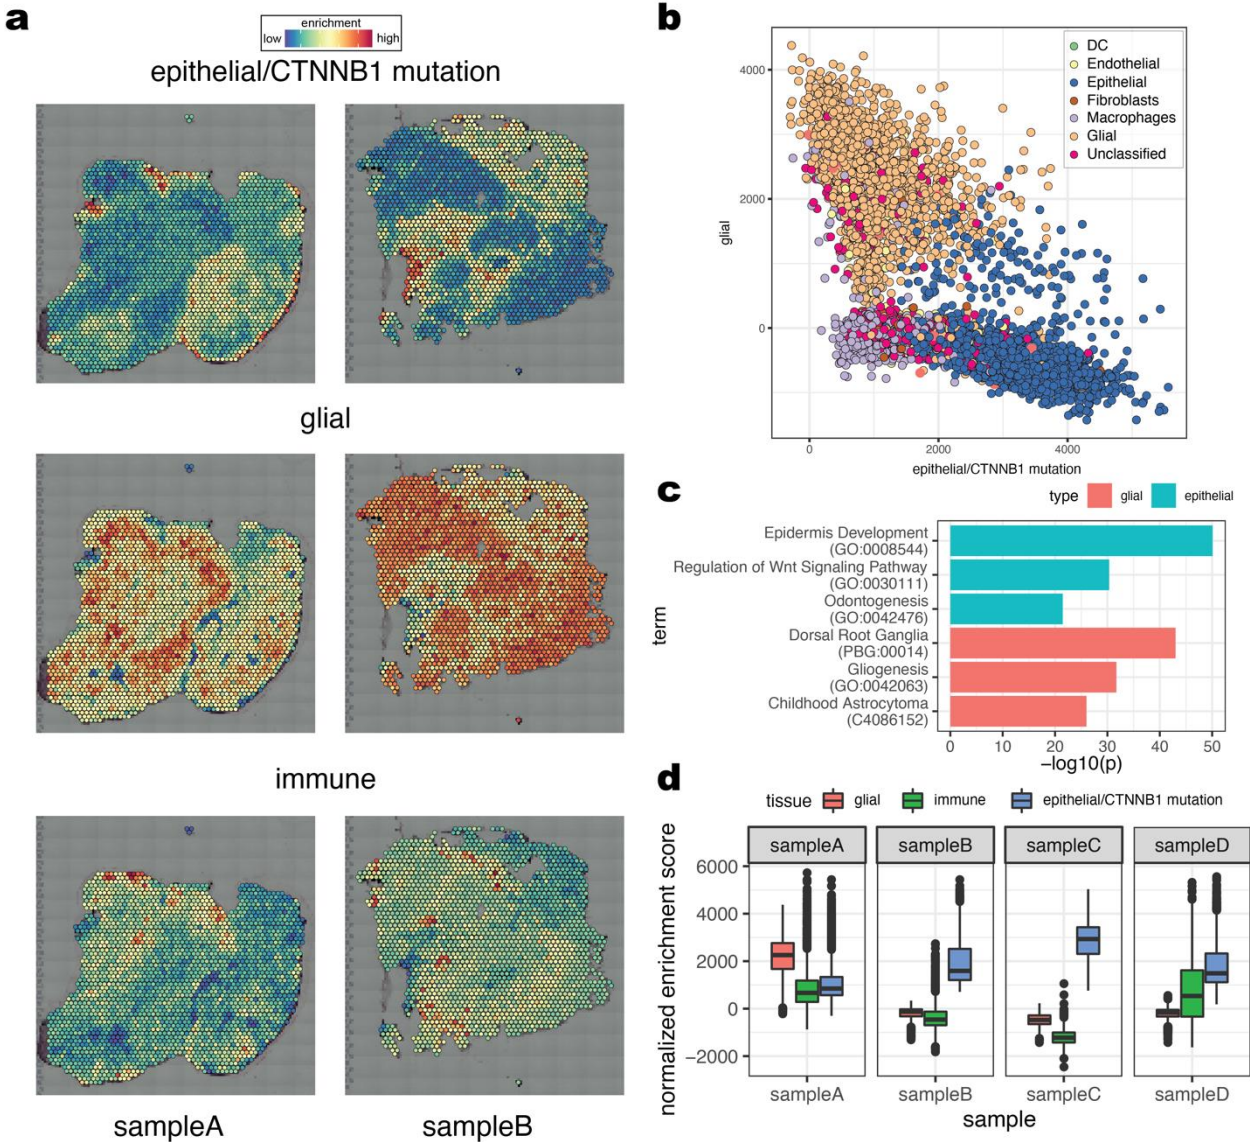 a
enrichment
low high
epithelial/CTNNB1 mutation
glial
immune
sampleA sampleB
b
4000
2000
0
glial
0 2000 4000
epithelial/CTNNB1 mutation
DC
Endothelial
Epithelial
Fibroblasts
Macrophages
Glial
Unclassified
c
type glial epithelial
term
Epidermis Development
(GO:0008544)
Regulation of Wnt Signaling Pathway
(GO:0030111)
Odontogenesis
(GO:0042476)
Dorsal Root Ganglia
(PBG:00014)
Gliogenesis
(GO:0042063)
Childhood Astrocytoma
(C4086152)
0 10 20 30 40 50
−log10(p)
d
tissue glial immune epithelial/CTNNB1 mutation
sampleA sampleB sampleC sampleD
normalized enrichment score
6000
4000
2000
0
−2000
sampleA sampleB sampleC sampleD
sample